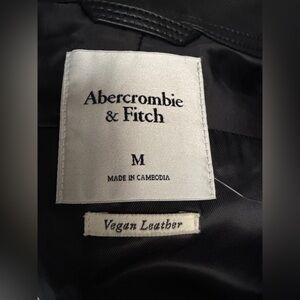 Abercrombie
& Fitch
M
MADE IN CAMBODIA
Vegan Leather